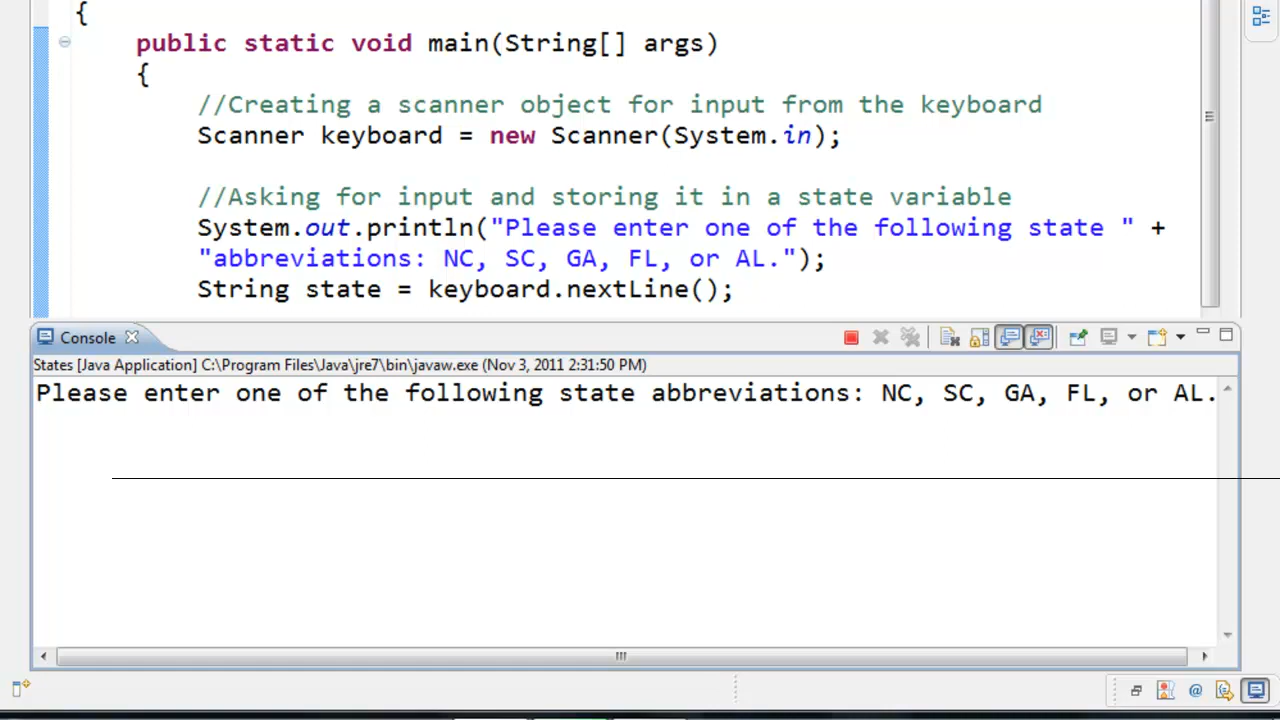 {
public static void main(String[] args)
{
//Creating a scanner object for input from the keyboard
Scanner keyboard = new Scanner(System.in);
//Asking for input and storing it in a state variable
System.out.println("Please enter one of the following state " +
"abbreviations: NC, SC, GA, FL, or AL.");
String state = keyboard.nextLine();
Console
States [Java Application] C:\Program Files\Java\jre7\bin\javaw.exe (Nov 3, 2011 2:31:50 PM)
Please enter one of the following state abbreviations: NC, SC, GA, FL, or AL.